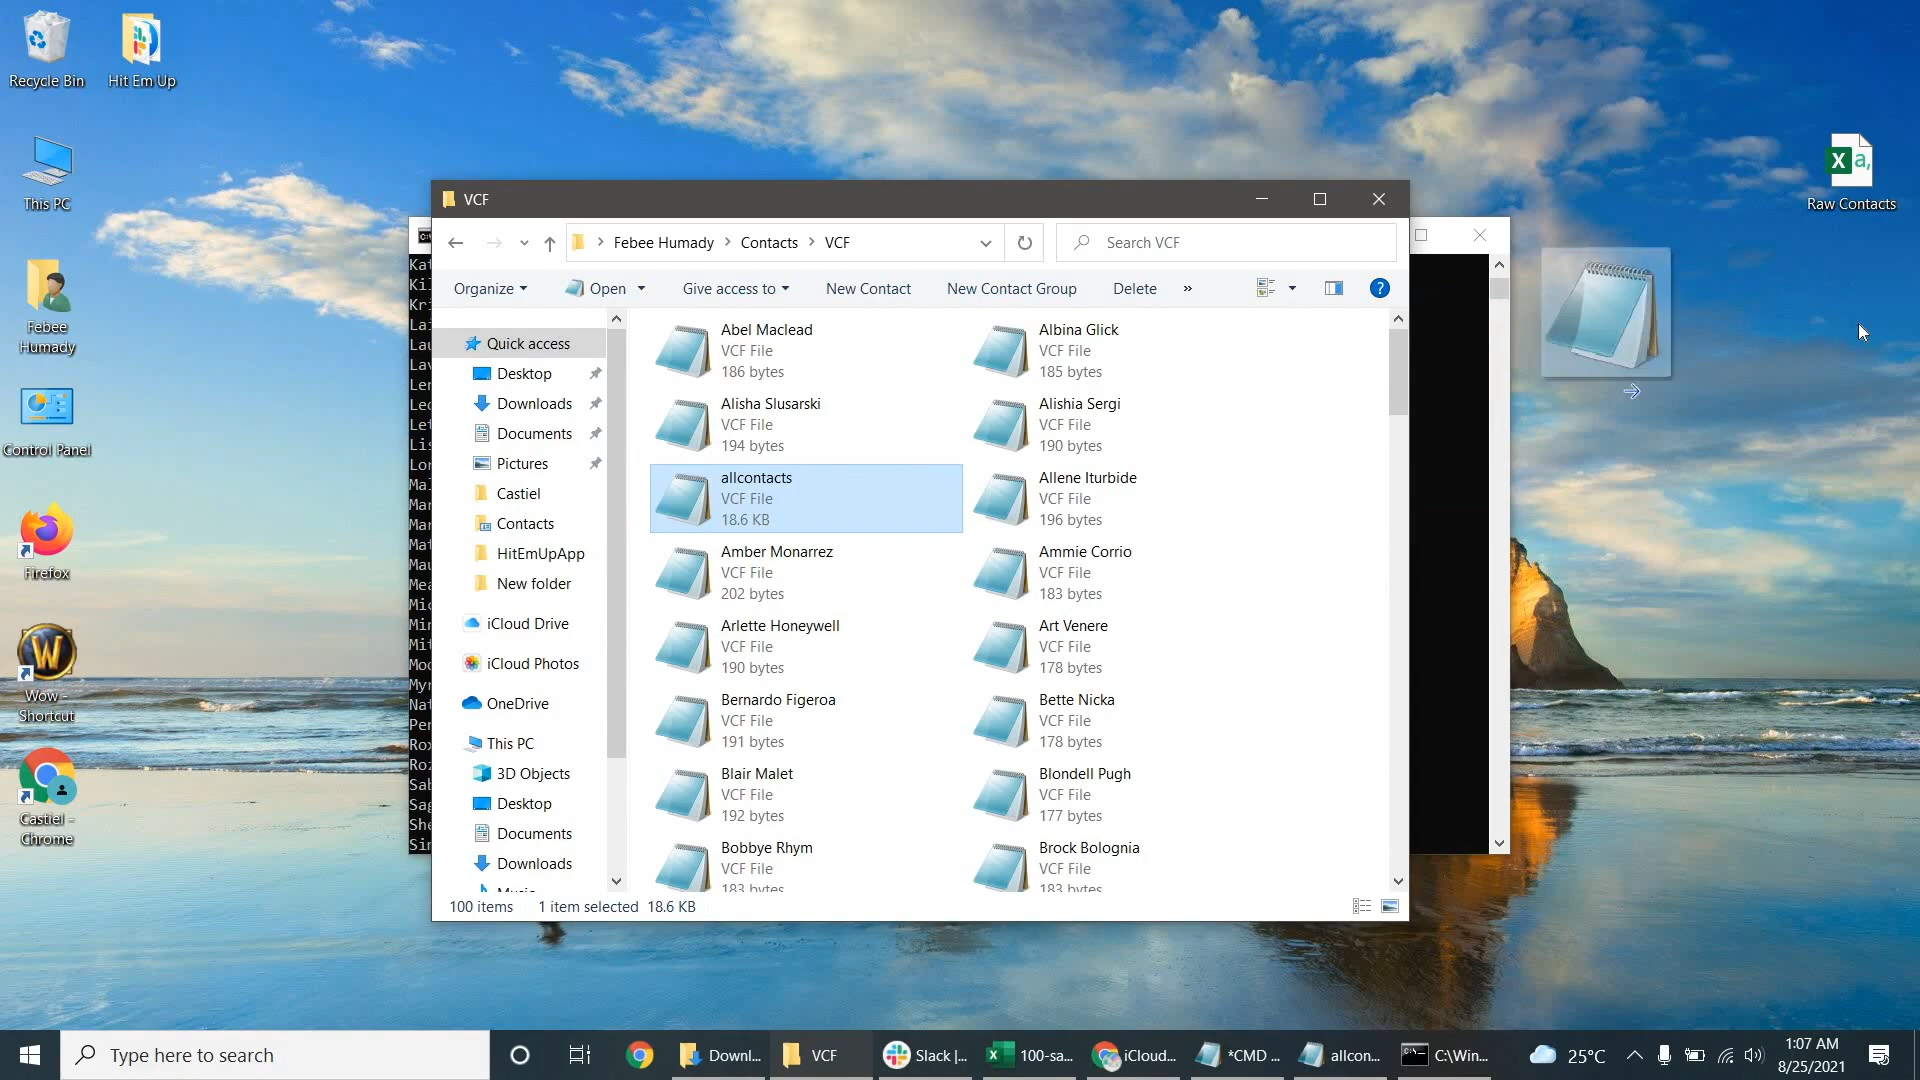 Recycle Bin
Hit Em Up
This PC
Febee
Humady
Control Panel
Firefox
Wow -
Shortcut
Castiel -
Chrome
Raw Contacts
VCF
Febee Humady
Contacts
VCF
Search VCF
Organize
Open
Give access to
New Contact
New Contact Group
Delete
»
Quick access
Desktop
Downloads
Documents
Pictures
Castiel
Contacts
HitEmUpApp
New folder
iCloud Drive
iCloud Photos
OneDrive
This PC
3D Objects
Desktop
Documents
Downloads
Music
Abel Maclead
VCF File
186 bytes
Albina Glick
VCF File
185 bytes
Alisha Slusarski
VCF File
194 bytes
Alishia Sergi
VCF File
190 bytes
allcontacts
VCF File
18.6 KB
Allene Iturbide
VCF File
196 bytes
Amber Monarrez
VCF File
202 bytes
Ammie Corrio
VCF File
183 bytes
Arlette Honeywell
VCF File
190 bytes
Art Venere
VCF File
178 bytes
Bernardo Figeroa
VCF File
191 bytes
Bette Nicka
VCF File
178 bytes
Blair Malet
VCF File
192 bytes
Blondell Pugh
VCF File
177 bytes
Bobbye Rhym
VCF File
183 bytes
Brock Bolognia
VCF File
183 bytes
100 items
1 item selected 18.6 KB
Type here to search
Downl...
VCF
Slack |...
100-sa...
iCloud...
*CMD ...
allcon...
C:\Win...
25°C
1:07 AM
8/25/2021